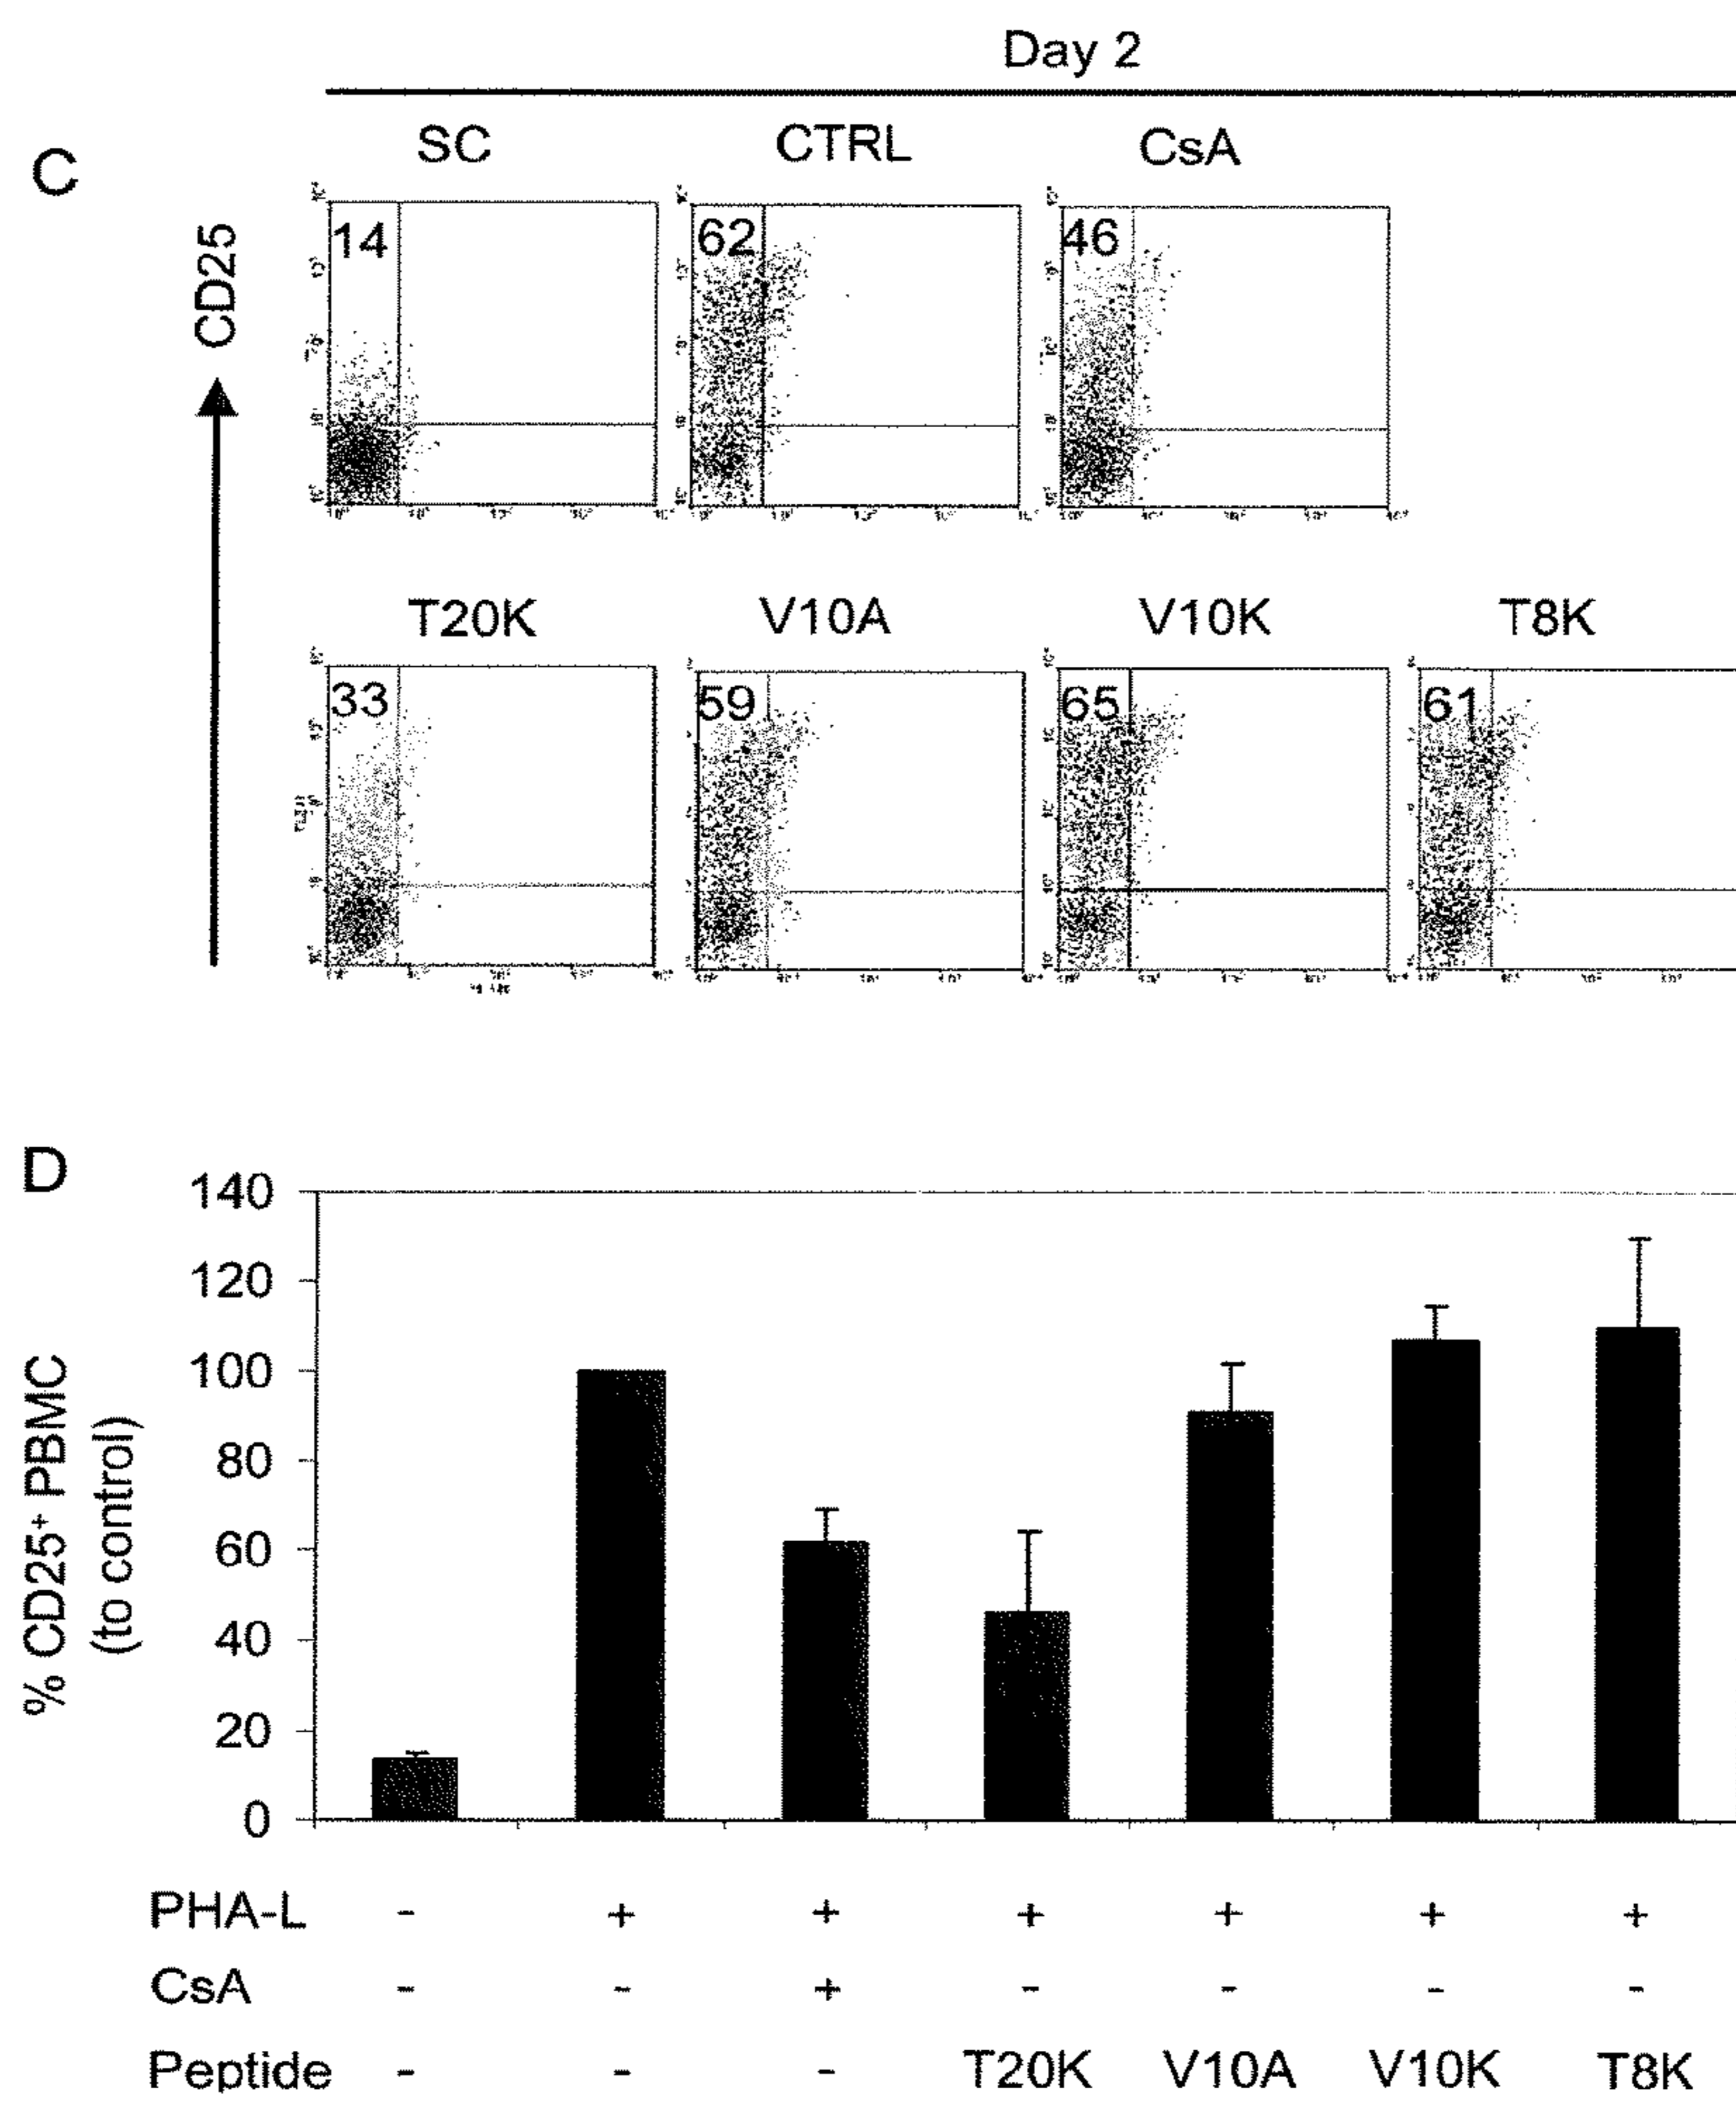 Day 2
C
SC CTRL CsA
CD25
14 62 46
T20K V10A V10K T8K
33 59 65 61
D
% CD25⁺ PBMC
(to control)
140
120
100
80
60
40
20
0
PHA-L - + + + + + +
CsA - - + - - - -
Peptide - - - T20K V10A V10K T8K